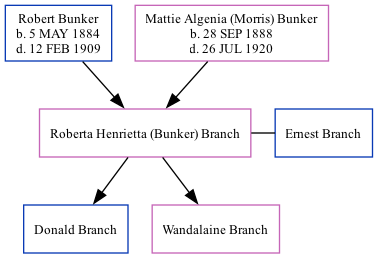 Robert Bunker
b. 5 MAY 1884
d. 12 FEB 1909
Mattie Algenia (Morris) Bunker
b. 28 SEP 1888
d. 26 JUL 1920
Roberta Henrietta (Bunker) Branch
Ernest Branch
Donald Branch
Wandalaine Branch